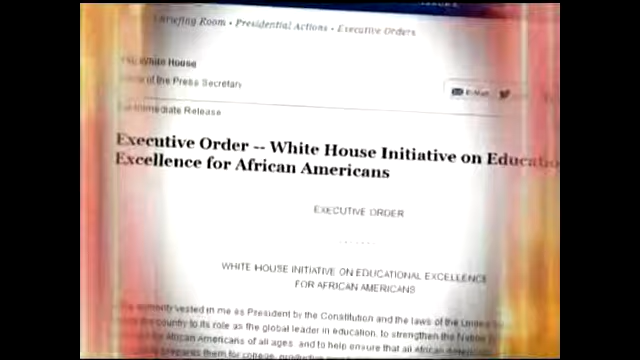 Briefing Room • Presidential Actions • Executive Orders
White House
of the Press Secretary
Immediate Release
E-Mail
Executive Order -- White House Initiative on Educatio
Excellence for African Americans
EXECUTIVE ORDER
- - - - - - -
WHITE HOUSE INITIATIVE ON EDUCATIONAL EXCELLENCE
FOR AFRICAN AMERICANS
authority vested in me as President by the Constitution and the laws of the United
the country to its role as the global leader in education, to strengthen the Nation
African Americans of all ages, and to help ensure that all African
prepares them for college, productive